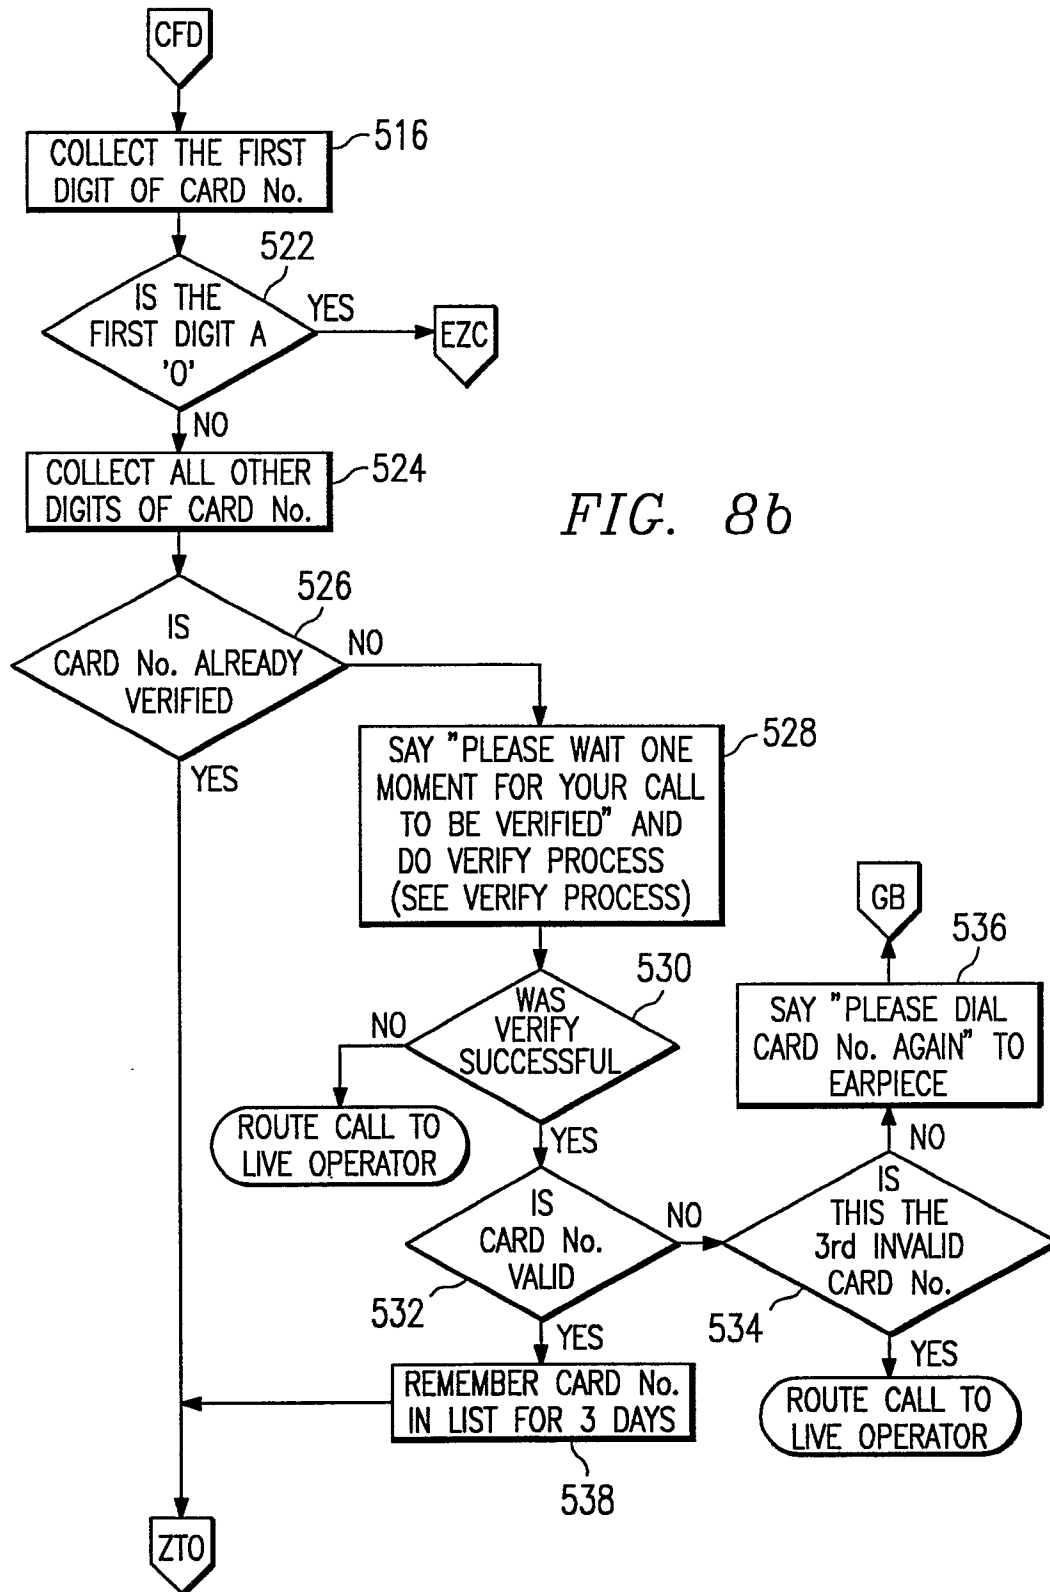 CFD
COLLECT THE FIRST
DIGIT OF CARD No.
516
522
IS THE
FIRST DIGIT A
'0'
YES
EZC
NO
COLLECT ALL OTHER
DIGITS OF CARD No.
524
FIG. 8b
526
IS
CARD No. ALREADY
VERIFIED
NO
YES
SAY "PLEASE WAIT ONE
MOMENT FOR YOUR CALL
TO BE VERIFIED" AND
DO VERIFY PROCESS
(SEE VERIFY PROCESS)
528
530
WAS
VERIFY
SUCCESSFUL
NO
ROUTE CALL TO
LIVE OPERATOR
YES
GB
536
SAY "PLEASE DIAL
CARD No. AGAIN" TO
EARPIECE
NO
IS
CARD No.
VALID
532
NO
IS
THIS THE
3rd INVALID
CARD No.
534
YES
YES
REMEMBER CARD No.
IN LIST FOR 3 DAYS
538
ROUTE CALL TO
LIVE OPERATOR
ZTO